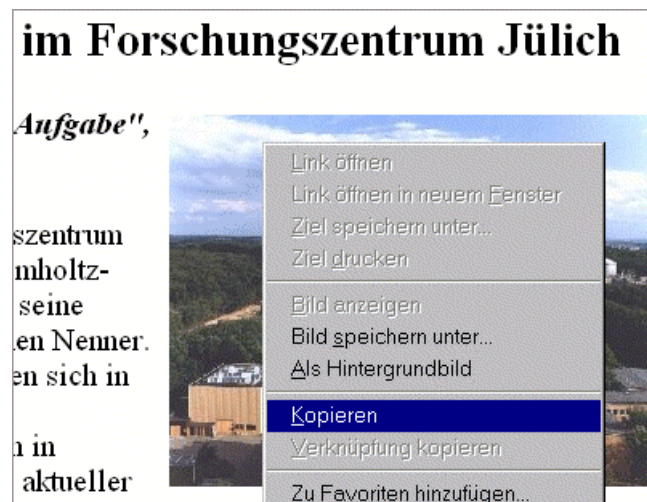 im Forschungszentrum Jülich
Aufgabe",
szentrum
mholtz-
seine
en Nenner.
en sich in
n in
aktueller
Link öffnen
Link öffnen in neuem Fenster
Ziel speichern unter...
Ziel drucken
Bild anzeigen
Bild speichern unter...
Als Hintergrundbild
Kopieren
Verknüpfung kopieren
Zu Favoriten hinzufügen...